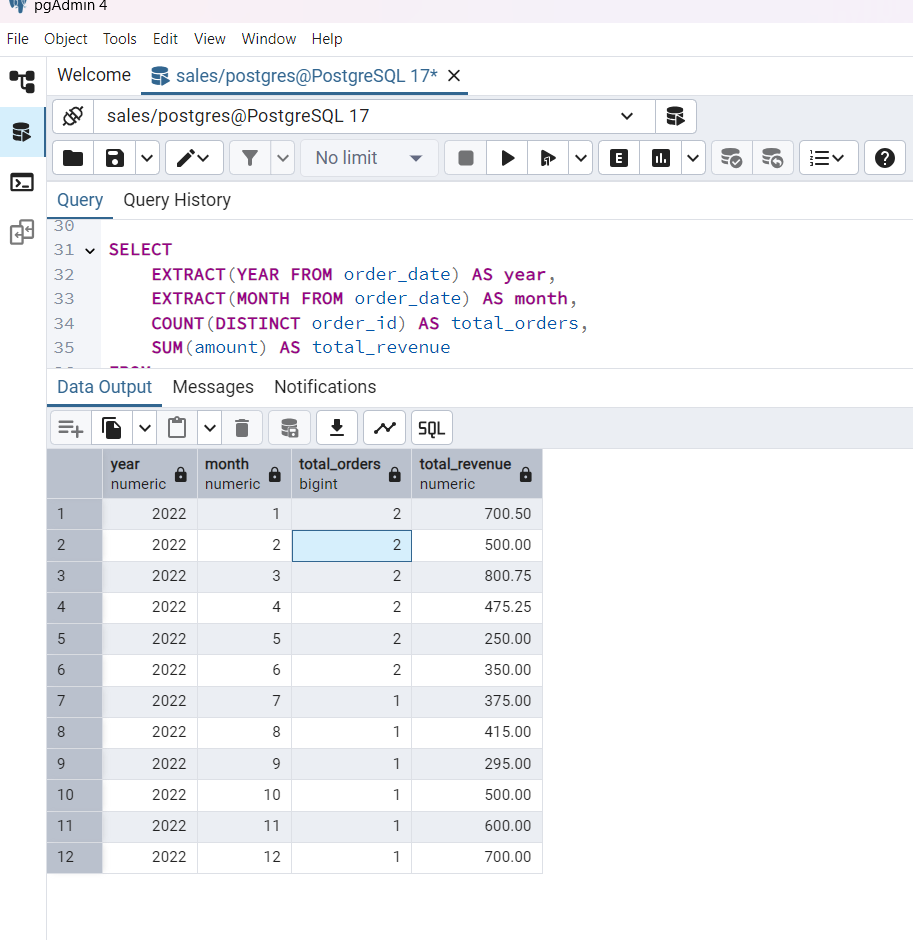 pgAdmin 4
File Object Tools Edit View Window Help
Welcome sales/postgres@PostgreSQL 17*
sales/postgres@PostgreSQL 17
No limit
E
Query Query History
30
31 SELECT
32 EXTRACT(YEAR FROM order_date) AS year,
33 EXTRACT(MONTH FROM order_date) AS month,
34 COUNT(DISTINCT order_id) AS total_orders,
35 SUM(amount) AS total_revenue
Data Output Messages Notifications
SQL
year month total_orders total_revenue
numeric numeric bigint numeric
1 2022 1 2 700.50
2 2022 2 2 500.00
3 2022 3 2 800.75
4 2022 4 2 475.25
5 2022 5 2 250.00
6 2022 6 2 350.00
7 2022 7 1 375.00
8 2022 8 1 415.00
9 2022 9 1 295.00
10 2022 10 1 500.00
11 2022 11 1 600.00
12 2022 12 1 700.00